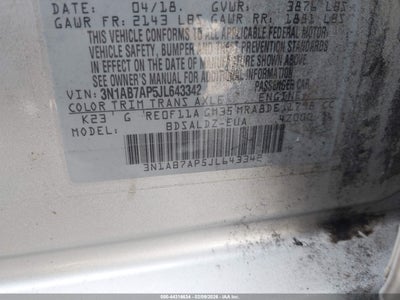 DATE: 04/18. GVWR: 3876 LBS
GAWR FR: 2143 LBS GAWR RR: 1881 LBS
THIS VEHICLE CONFORMS TO ALL APPLICABLE FEDERAL MOTOR
VEHICLE SAFETY, BUMPER AND THEFT PREVENTION STANDARDS
IN EFFECT ON THE DATE OF MANUFACTURE SHOWN ABOVE.
SEE OWNER'S MANUAL FOR ADDITIONAL INFORMATION.
VIN: 3N1AB7AP5JL643342 PASSENGER CAR
COLOR TRIM TRANS AXLE ENGINE
K23 G RE0F11A GH35 MRA8DE CC
MODEL: BDSALDZ-EUA
3N1AB7AP5JL643342